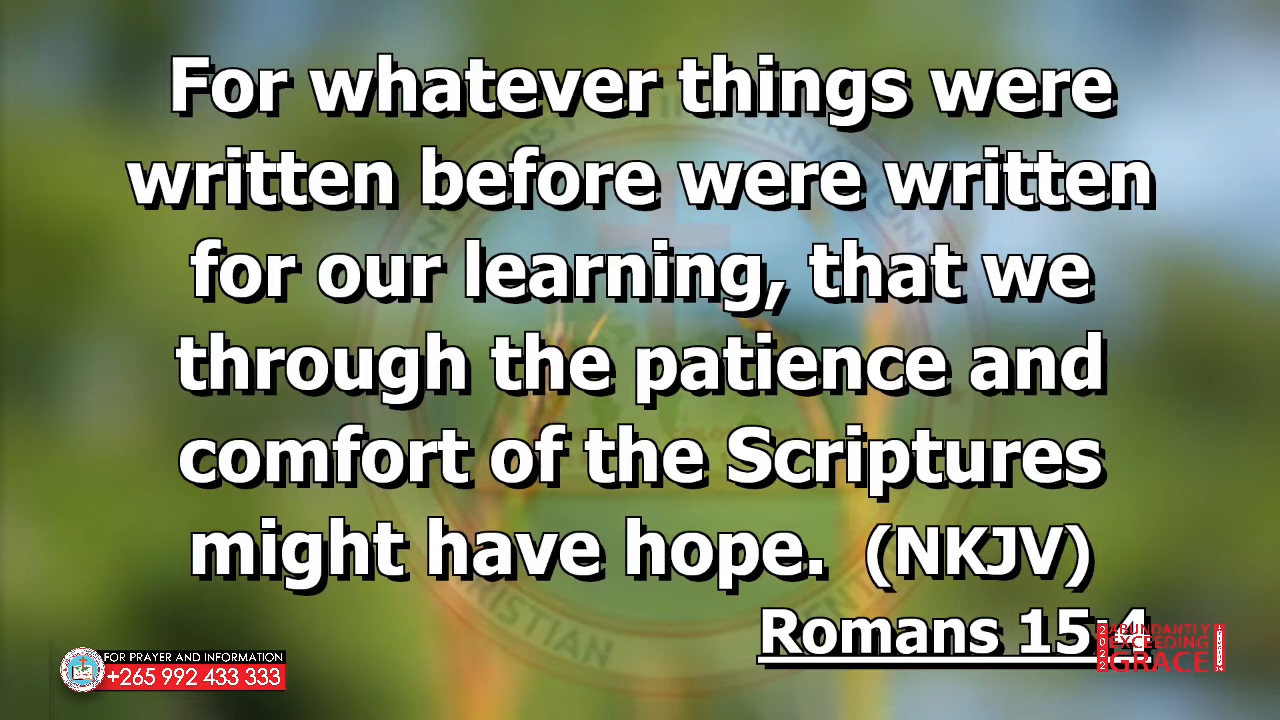 For whatever things were
written before were written
for our learning, that we
through the patience and
comfort of the Scriptures
might have hope. (NKJV)
Romans 15:4
FOR PRAYER AND INFORMATION
+265 992 433 333
2022
ABUNDANTLY
EXCEEDING
GRACE